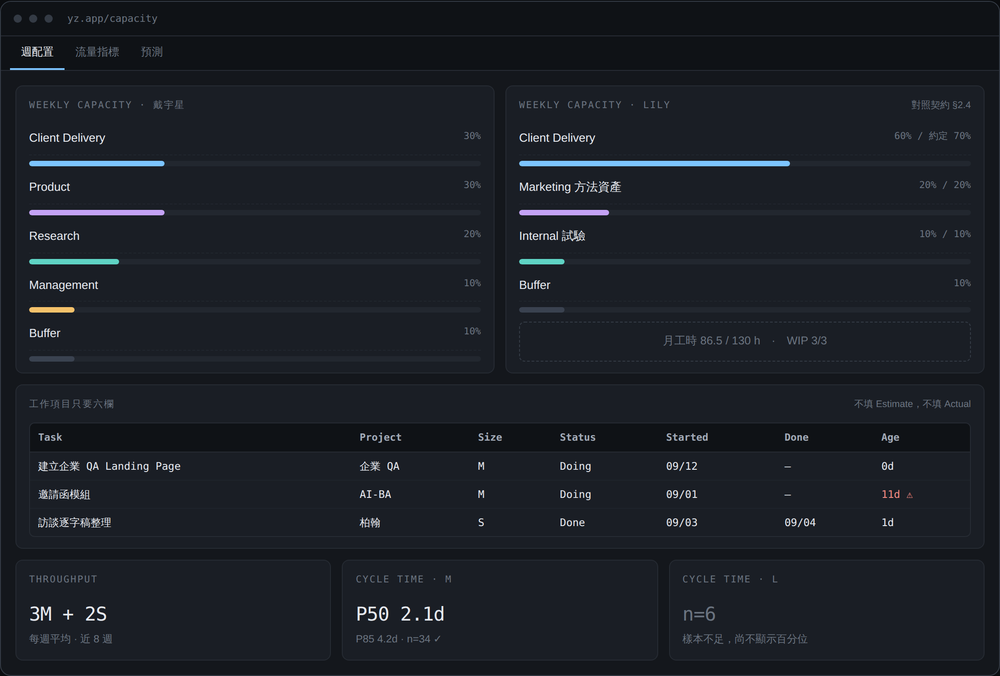 yz.app/capacity
週配置 流量指標 預測
WEEKLY CAPACITY · 戴宇星
Client Delivery 30%
Product 30%
Research 20%
Management 10%
Buffer 10%
WEEKLY CAPACITY · LILY 對照契約 §2.4
Client Delivery 60% / 約定 70%
Marketing 方法資產 20% / 20%
Internal 試驗 10% / 10%
Buffer 10%
月工時 86.5 / 130 h · WIP 3/3
工作項目只要六欄 不填 Estimate，不填 Actual
Task Project Size Status Started Done Age
建立企業 QA Landing Page 企業 QA M Doing 09/12 — 0d
邀請函模組 AI-BA M Doing 09/01 — 11d ⚠
訪談逐字稿整理 柏翰 S Done 09/03 09/04 1d
THROUGHPUT
3M + 2S
每週平均 · 近 8 週
CYCLE TIME · M
P50 2.1d
P85 4.2d · n=34 ✓
CYCLE TIME · L
n=6
樣本不足，尚不顯示百分位